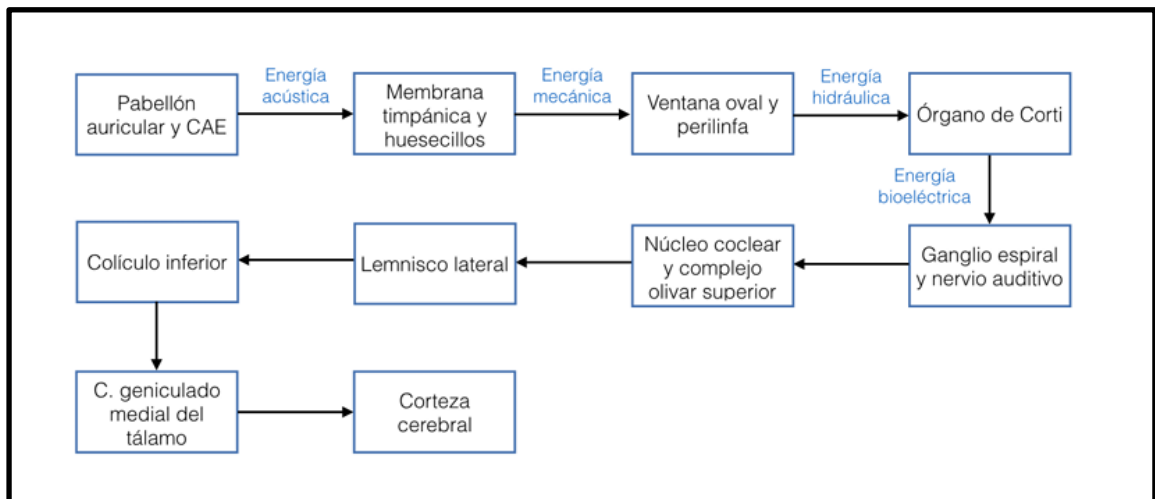 Pabellón
auricular y CAE
Energía
acústica
Membrana
timpánica y
huesecillos
Energía
mecánica
Ventana oval y
perilinfa
Energía
hidráulica
Órgano de Corti
Energía
bioeléctrica
Ganglio espiral
y nervio auditivo
Núcleo coclear
y complejo
olivar superior
Lemnisco lateral
Colículo inferior
C. geniculado
medial del
tálamo
Corteza
cerebral